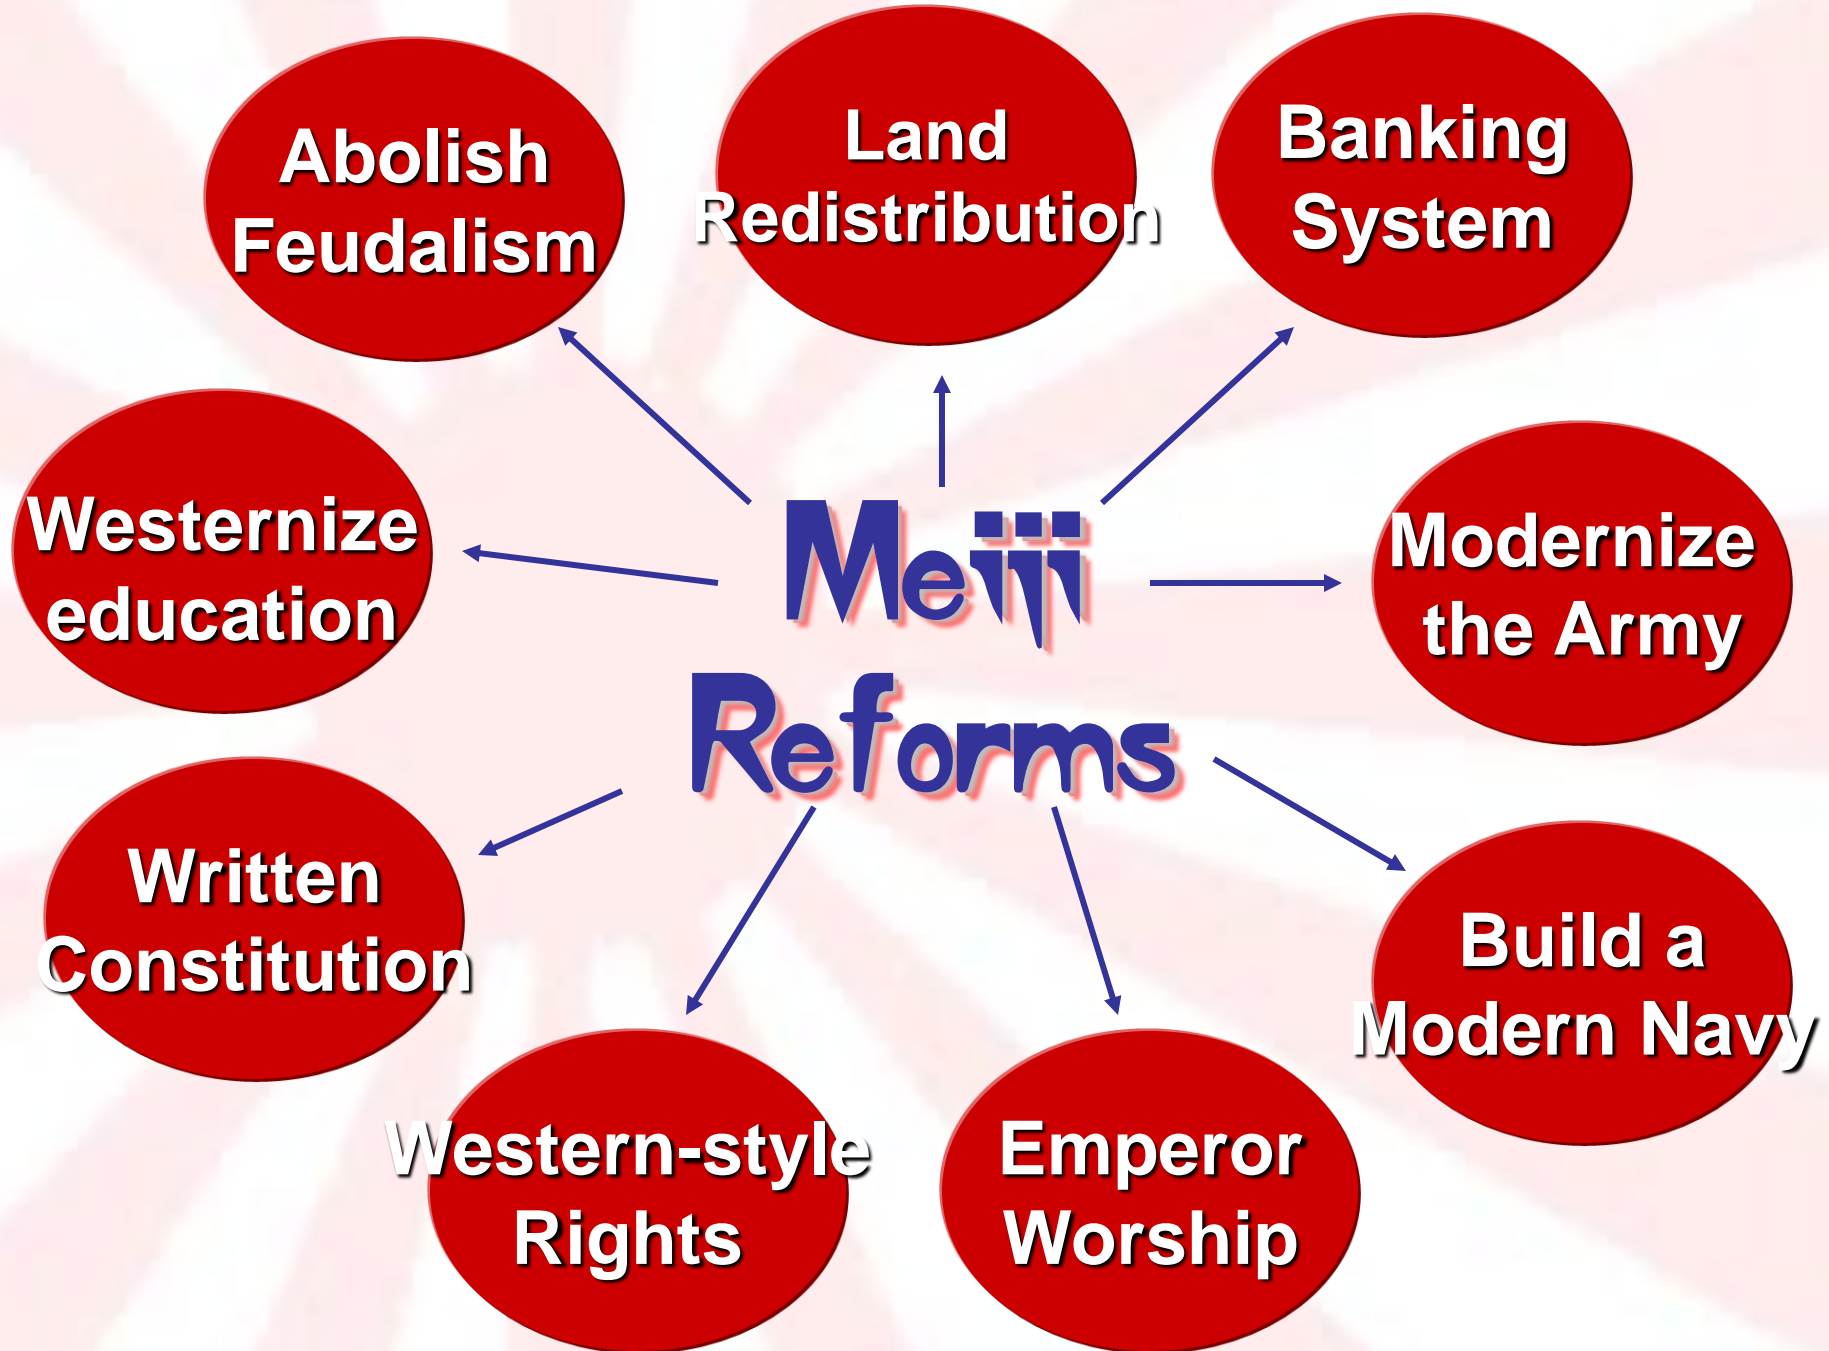 Abolish
Feudalism
Land
Redistribution
Banking
System
Westernize
education
Meiji
Reforms
Modernize
the Army
Written
Constitution
Build a
Modern Navy
Western-style
Rights
Emperor
Worship